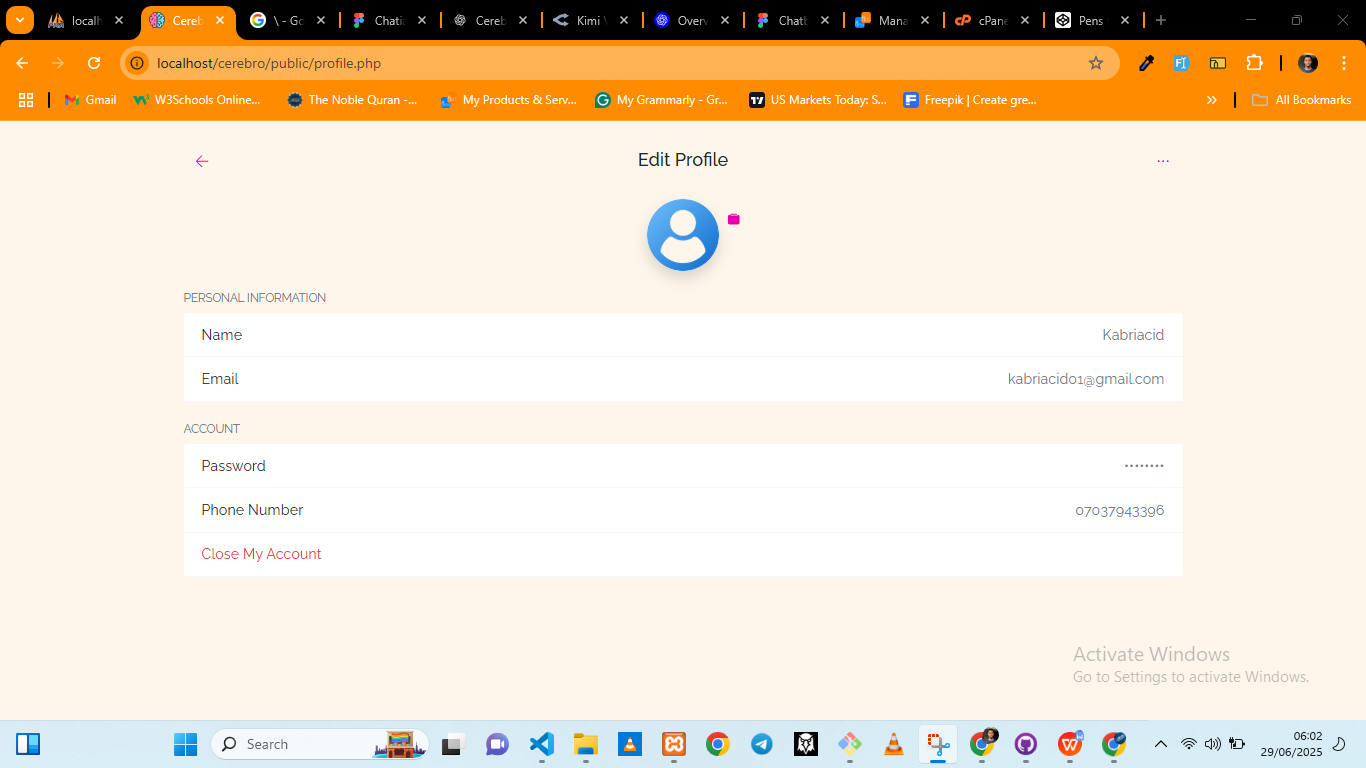 localh
Cereb
\ - Go
Chatia
Cereb
Kimi
Overv
Chatb
Mana
cPane
Pens
localhost/cerebro/public/profile.php
Gmail
W3Schools Online...
The Noble Quran -...
My Products & Serv...
My Grammarly - Gr...
US Markets Today: S...
Freepik | Create gre...
All Bookmarks
Edit Profile
PERSONAL INFORMATION
Name
Kabriacid
Email
kabriacid01@gmail.com
ACCOUNT
Password
••••••••
Phone Number
07037943396
Close My Account
Activate Windows
Go to Settings to activate Windows.
Search
06:02
29/06/2025